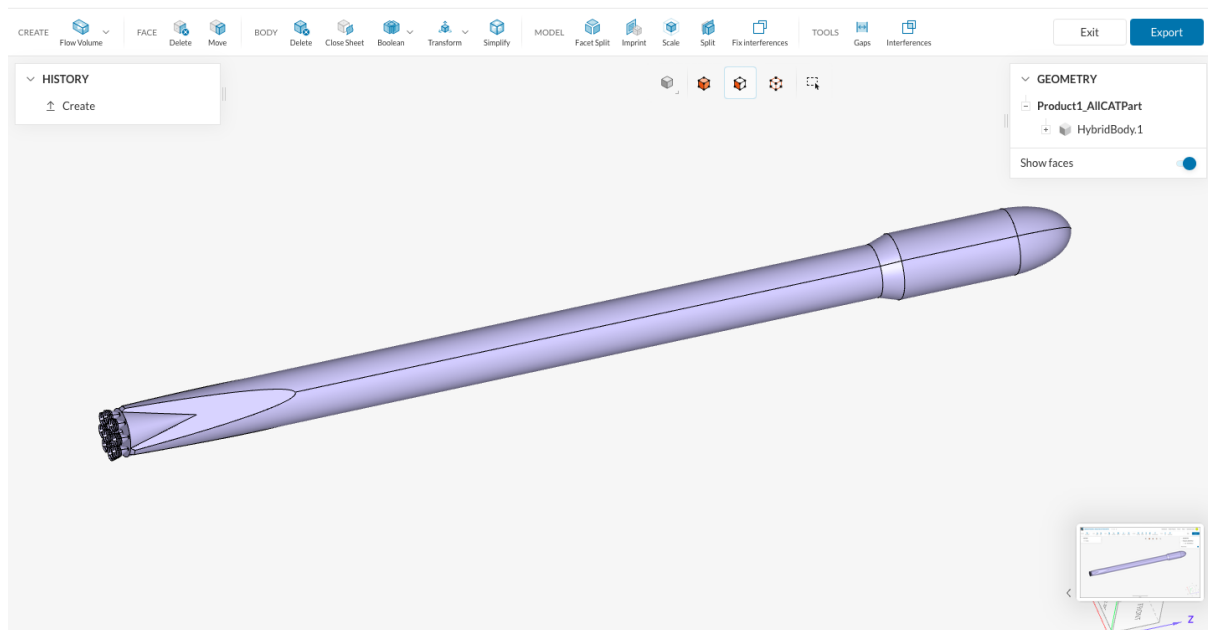 CREATE
Flow Volume
FACE
Delete
Move
BODY
Delete
Close Sheet
Boolean
Transform
Simplify
MODEL
Facet Split
Imprint
Scale
Split
Fix interferences
TOOLS
Gaps
Interferences
Exit
Export
HISTORY
Create
GEOMETRY
Product1_AllCATPart
HybridBody.1
Show faces
Z